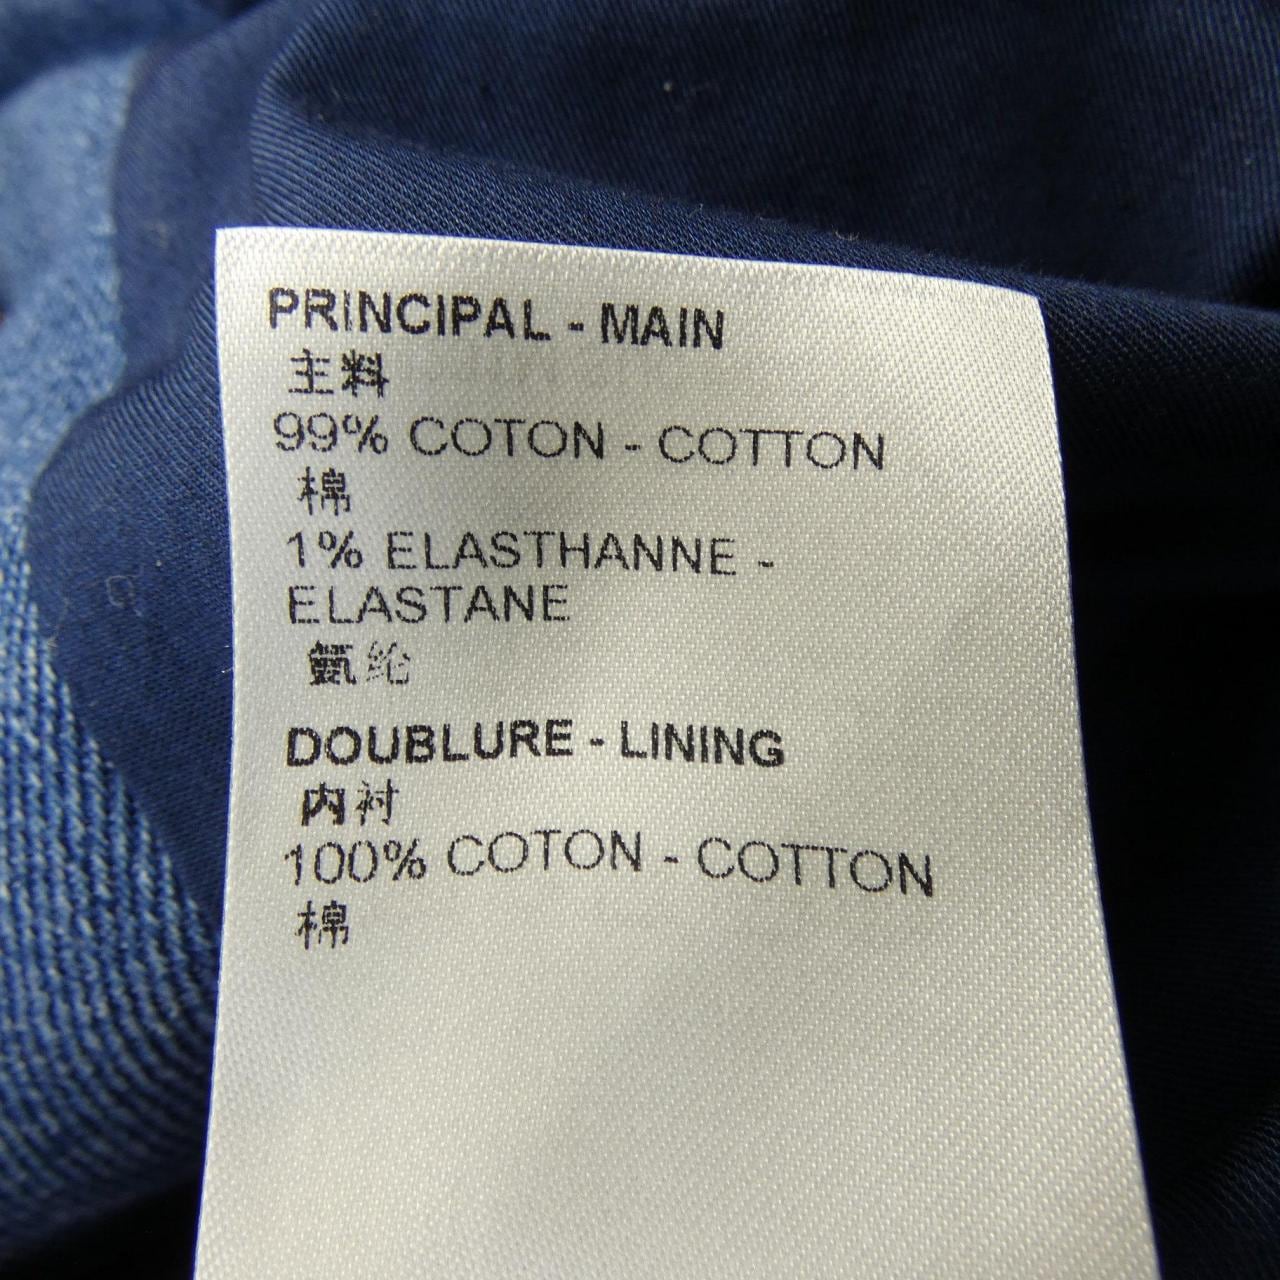 PRINCIPAL - MAIN
主料
99% COTON - COTTON
棉
1% ELASTHANNE -
ELASTANE
氨纶
DOUBLURE - LINING
内衬
100% COTON - COTTON
棉